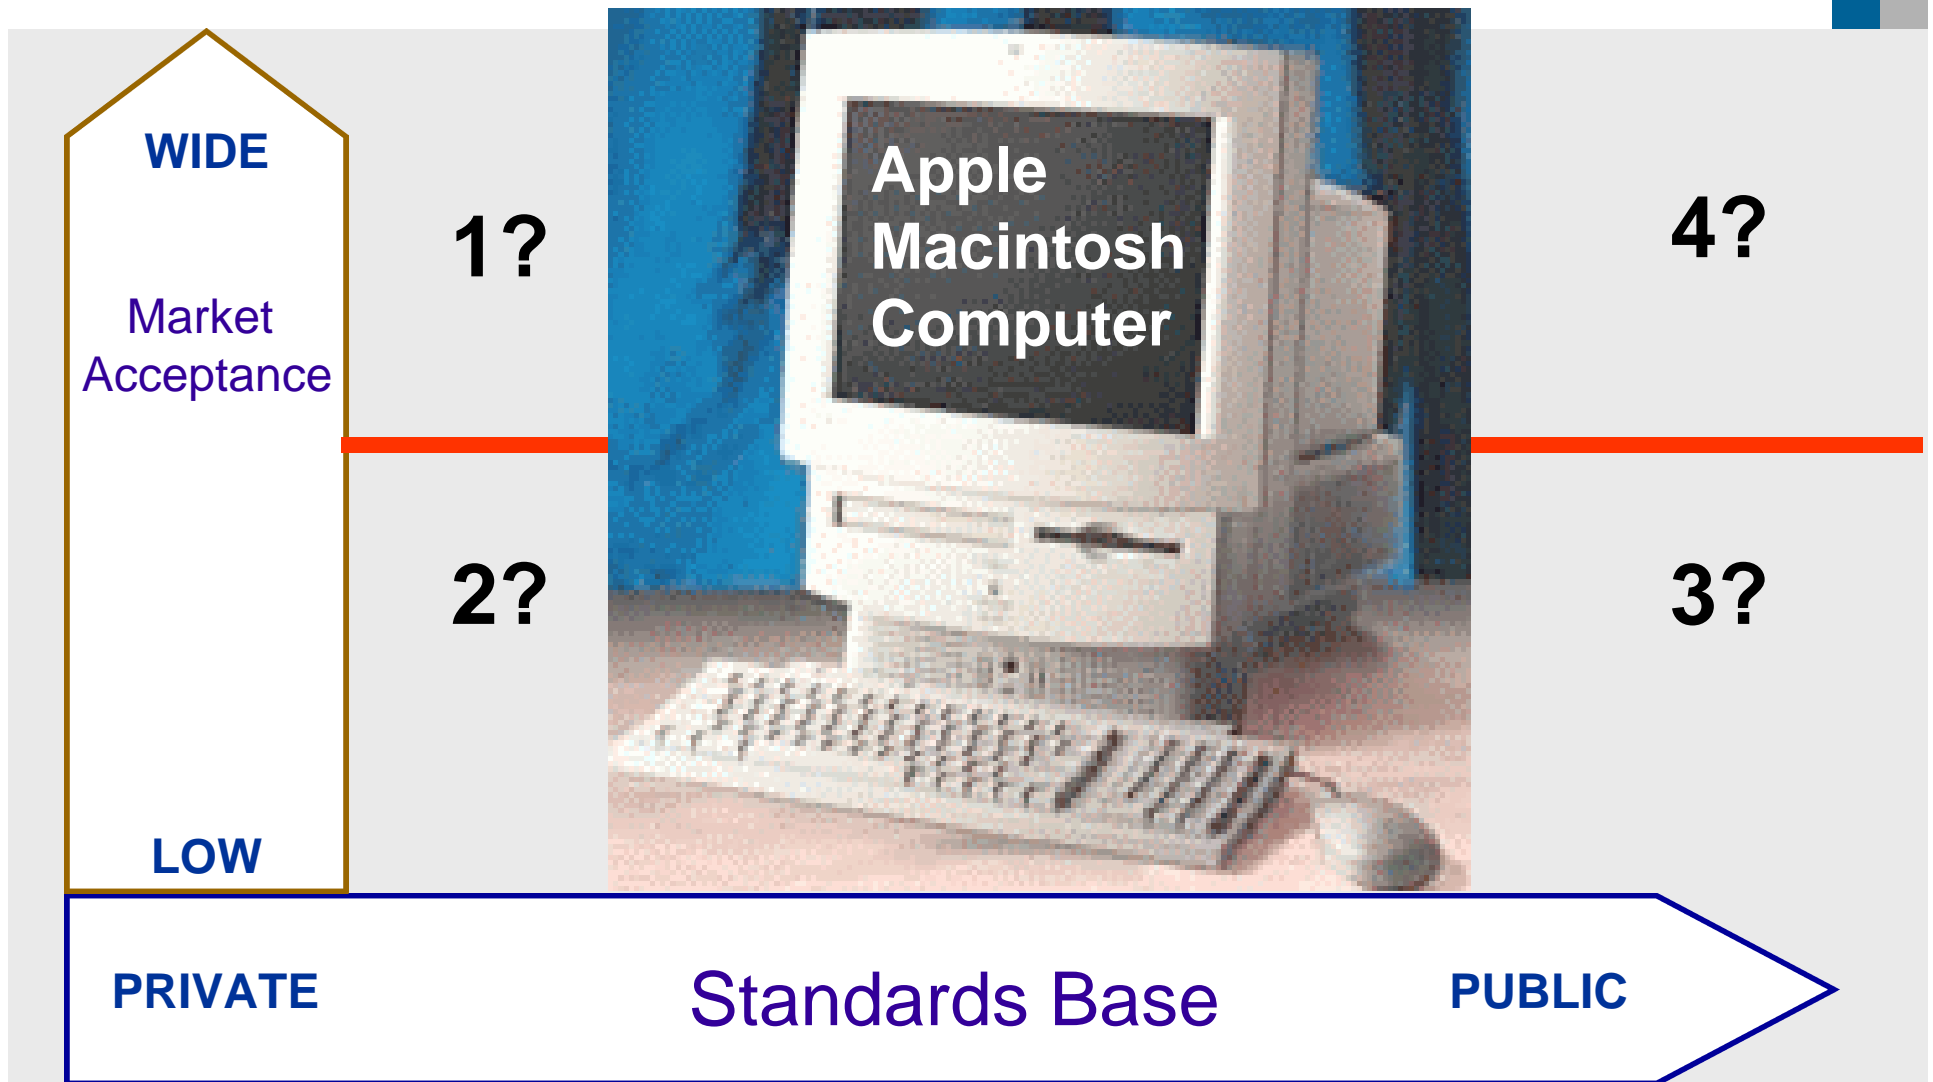 WIDE
Market
Acceptance
LOW
1?
2?
Apple
Macintosh
Computer
4?
3?
PRIVATE
Standards Base
PUBLIC